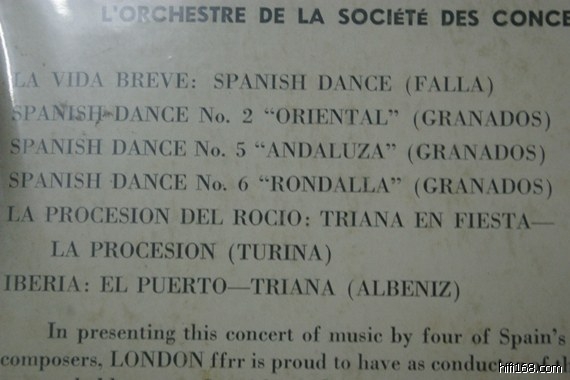 L'ORCHESTRE DE LA SOCIÉTÉ DES CONCE
LA VIDA BREVE: SPANISH DANCE (FALLA)
SPANISH DANCE No. 2 "ORIENTAL" (GRANADOS)
SPANISH DANCE No. 5 "ANDALUZA" (GRANADOS)
SPANISH DANCE No. 6 "RONDALLA" (GRANADOS)
LA PROCESION DEL ROCIO: TRIANA EN FIESTA—
LA PROCESION (TURINA)
IBERIA: EL PUERTO—TRIANA (ALBENIZ)
In presenting this concert of music by four of Spain's
composers, LONDON ffrr is proud to have as conductor of th
hifi168.com